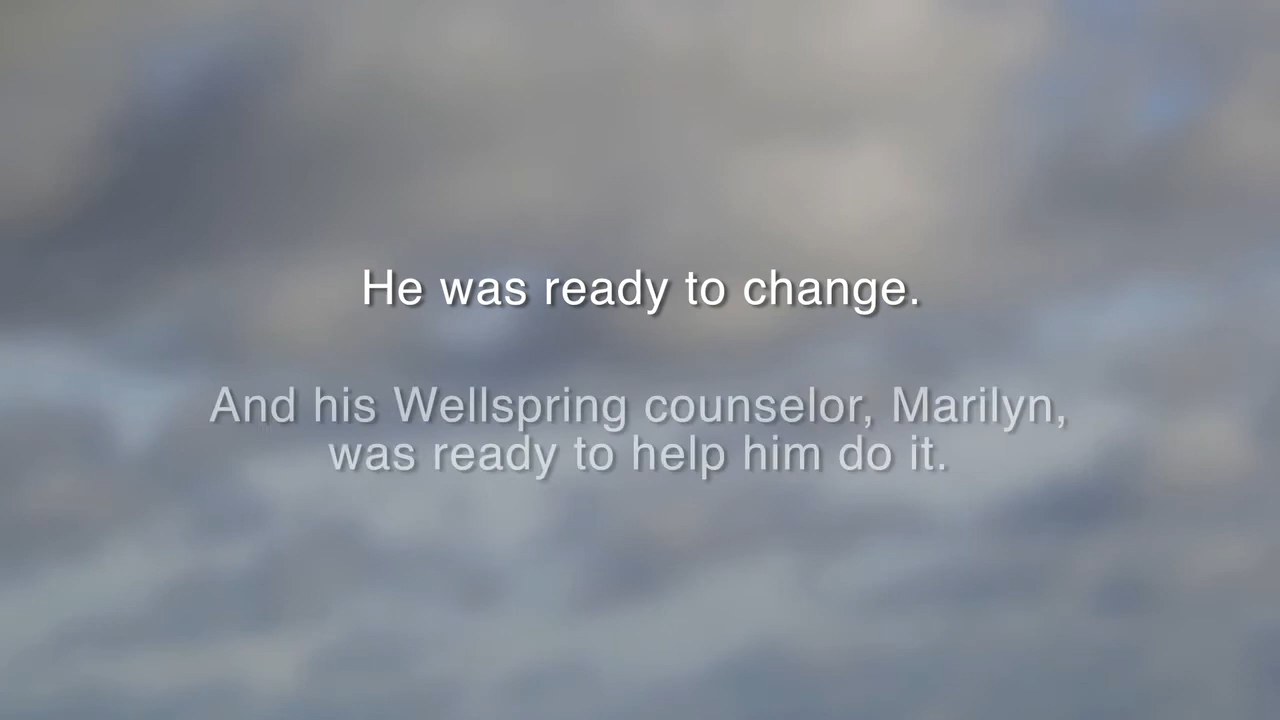 He was ready to change.
And his Wellspring counselor, Marilyn,
was ready to help him do it.